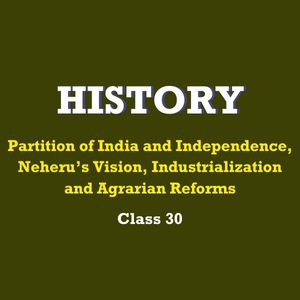 HISTORY
Partition of India and Independence,
Neheru's Vision, Industrialization
and Agrarian Reforms
Class 30